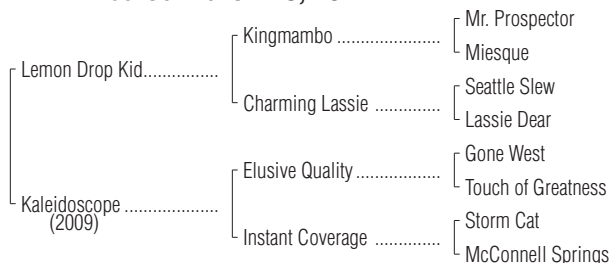 Mr. Prospector
Kingmambo ..................
Miesque
Lemon Drop Kid...............
Seattle Slew
Charming Lassie ..............
Lassie Dear
Gone West
Elusive Quality ..................
Touch of Greatness
Kaleidoscope ...................
(2009)
Storm Cat
Instant Coverage ..............
McConnell Springs